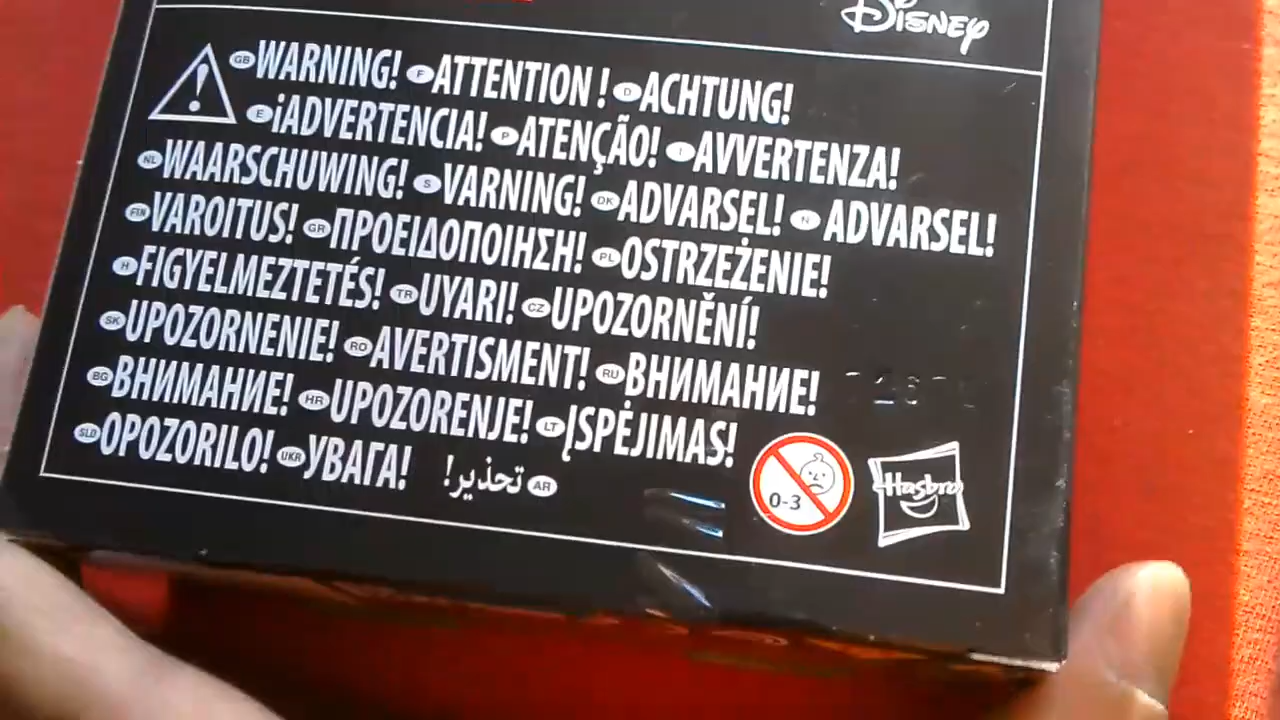 Disney
GB WARNING! F ATTENTION ! D ACHTUNG!
E ¡ADVERTENCIA! P ATENÇÃO! I AVVERTENZA!
NL WAARSCHUWING! S VARNING! DK ADVARSEL! N ADVARSEL!
FIN VAROITUS! GR ΠΡΟΕΙΔΟΠΟΙΗΣΗ! PL OSTRZEŻENIE!
H FIGYELMEZTETÉS! TR UYARI! CZ UPOZORNĚNÍ!
SK UPOZORNENIE! RO AVERTISMENT! RU ВНИМАНИЕ!
BG ВНИМАНИЕ! HR UPOZORENJE! LT ĮSPĖJIMAS!
SLO OPOZORILO! UKR УВАГА! AR تحذير!
0-3
Hasbro